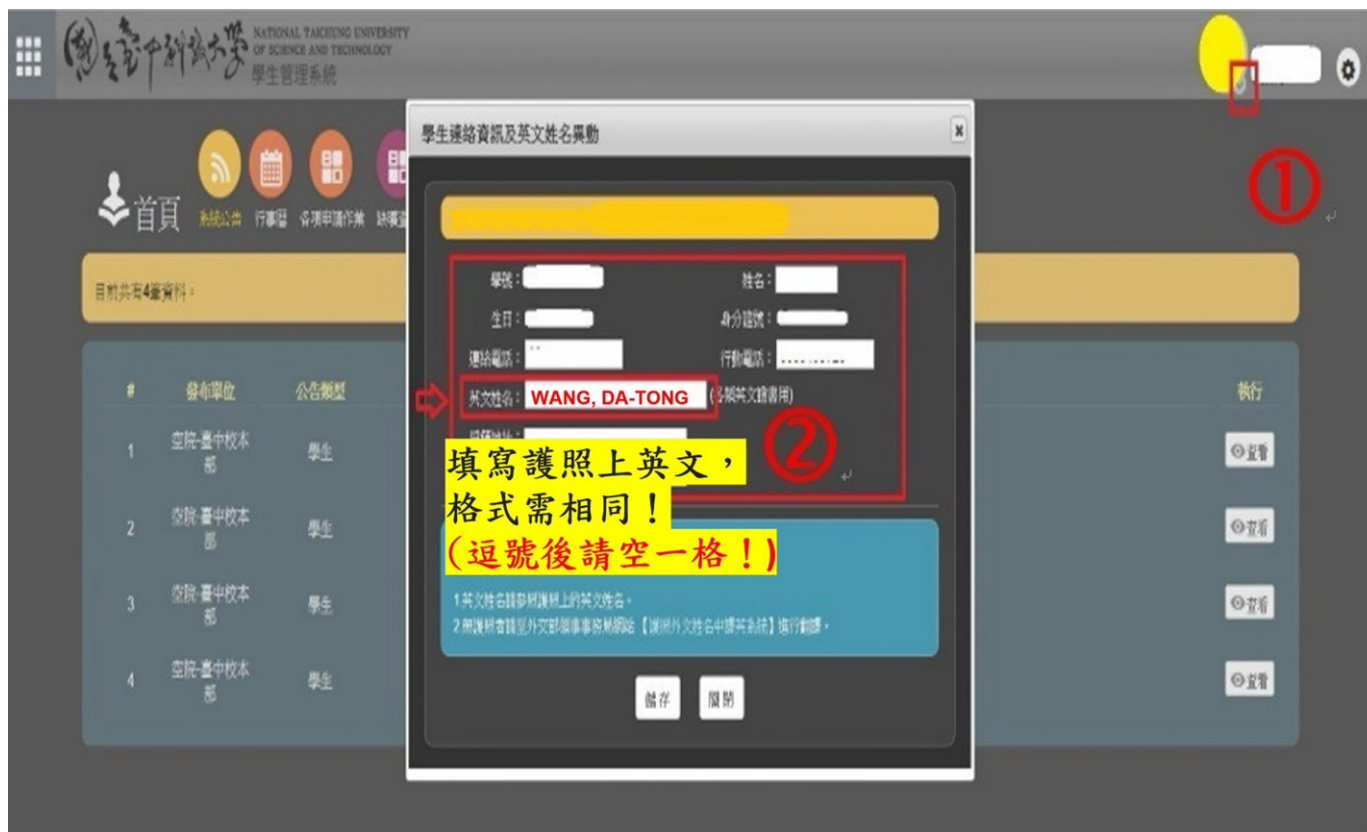 國立臺中科技大學
NATIONAL TAICHUNG UNIVERSITY
OF SCIENCE AND TECHNOLOGY
學生管理系統
①
首頁
系統公告
行事曆
各項申請作業
目前共有4筆資料。
# 發布單位 公告類型 執行
1 空院-臺中校本部 學生 查看
2 空院-臺中校本部 學生 查看
3 空院-臺中校本部 學生 查看
4 空院-臺中校本部 學生 查看
學生連絡資訊及英文姓名異動
學號: 姓名:
生日: 身分證號:
連絡電話: 行動電話:
英文姓名: WANG, DA-TONG (各類英文證書用)
②
填寫護照上英文,
格式需相同!
(逗號後請空一格!)
1.英文姓名請參照護照上的英文姓名。
2.無護照者請至外交部領事事務局網站【護照外文姓名中譯英系統】進行翻譯。
儲存 關閉